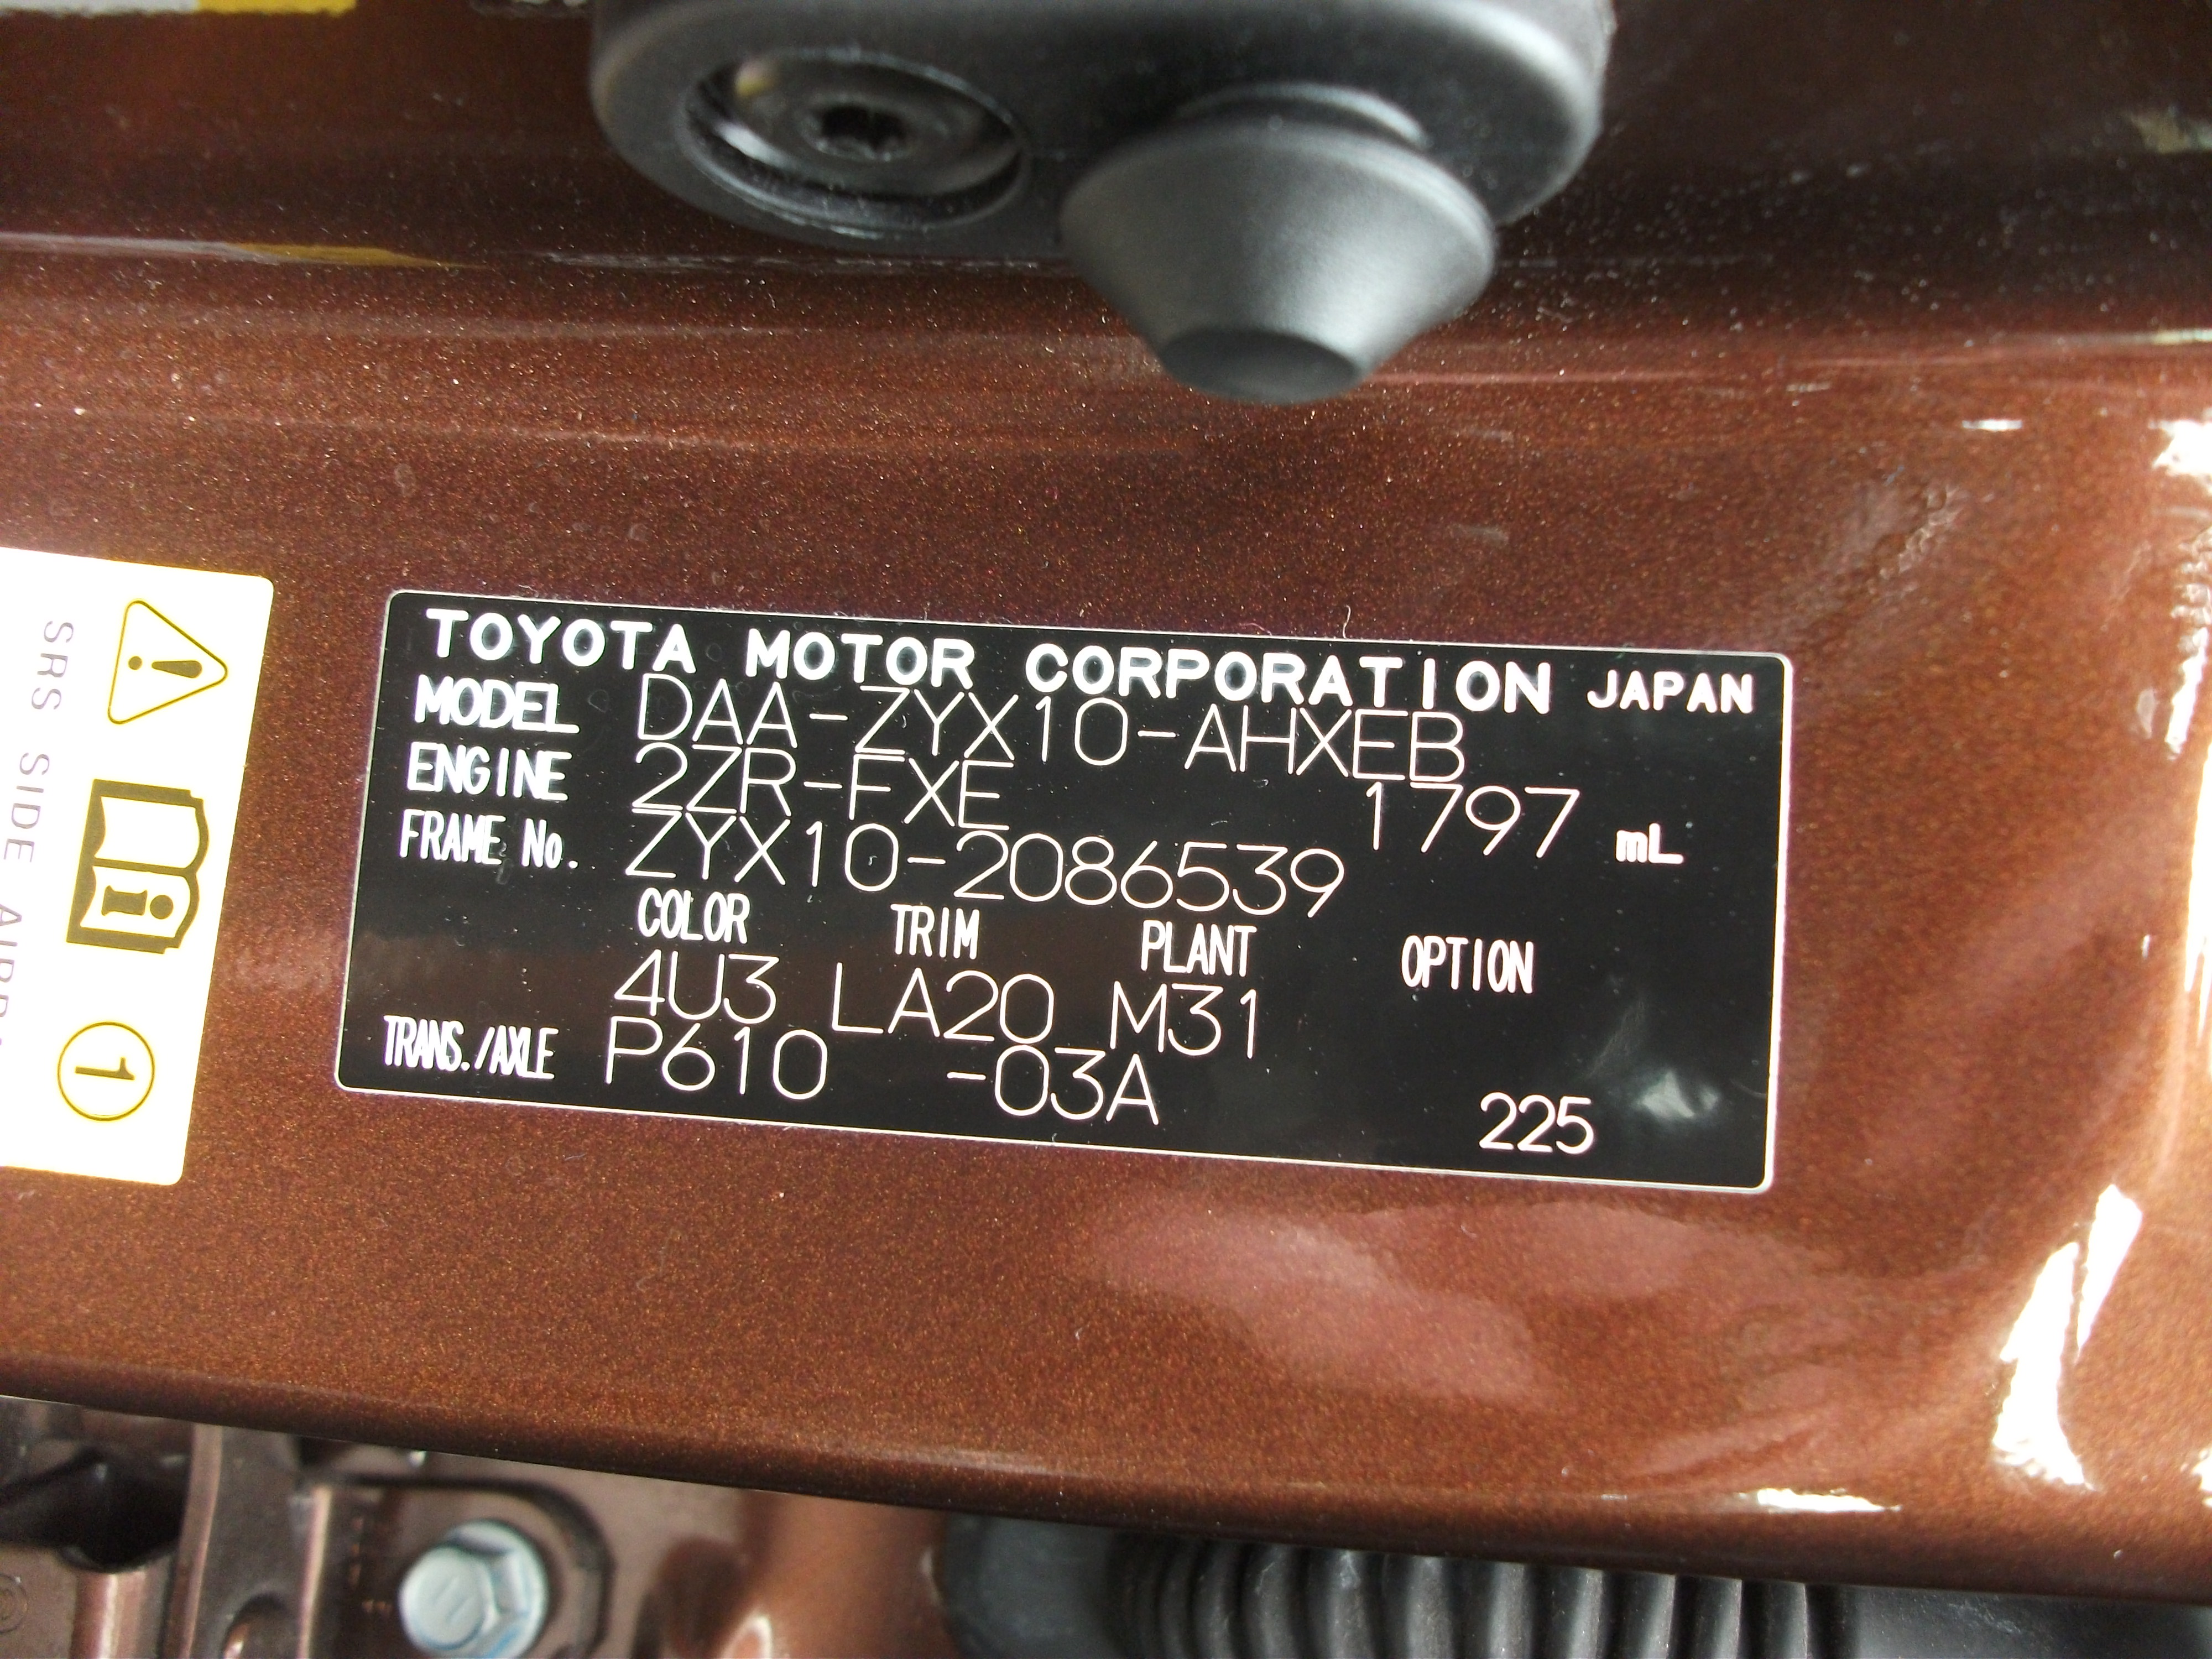 TOYOTA MOTOR CORPORATION JAPAN
MODEL DAA-ZYX10-AHXEB
ENGINE 2ZR-FXE 1797 mL
FRAME No. ZYX10-2086539
COLOR TRIM PLANT OPTION
4U3 LA20 M31
TRANS./AXLE P610 -03A 225
SRS SIDE
1